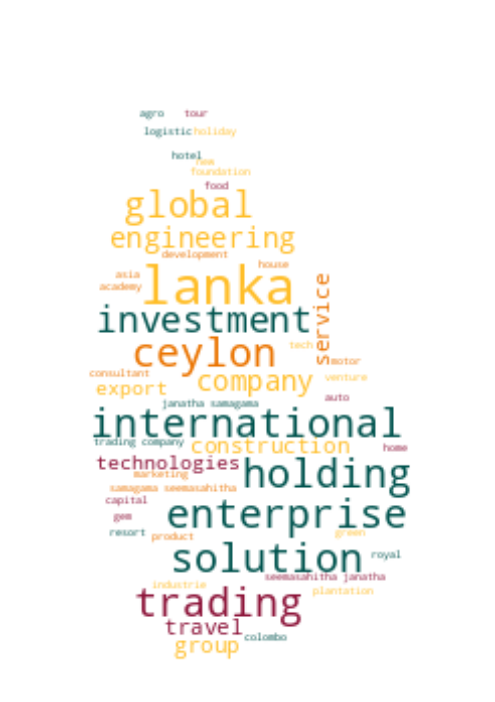 agro tour
logistic holiday
hotel
new
foundation
food
global
engineering
development
house
asia
lanka
academy
service
investment
ceylon
tech
motor
consultant
company
venture
export
auto
janatha samagama
international
trading company
construction
home
technologies
holding
marketing
samagama seemasahitha
capital
enterprise
gem
resort
product
green
solution
royal
seemasahitha janatha
industrie
plantation
trading
travel
colombo
group